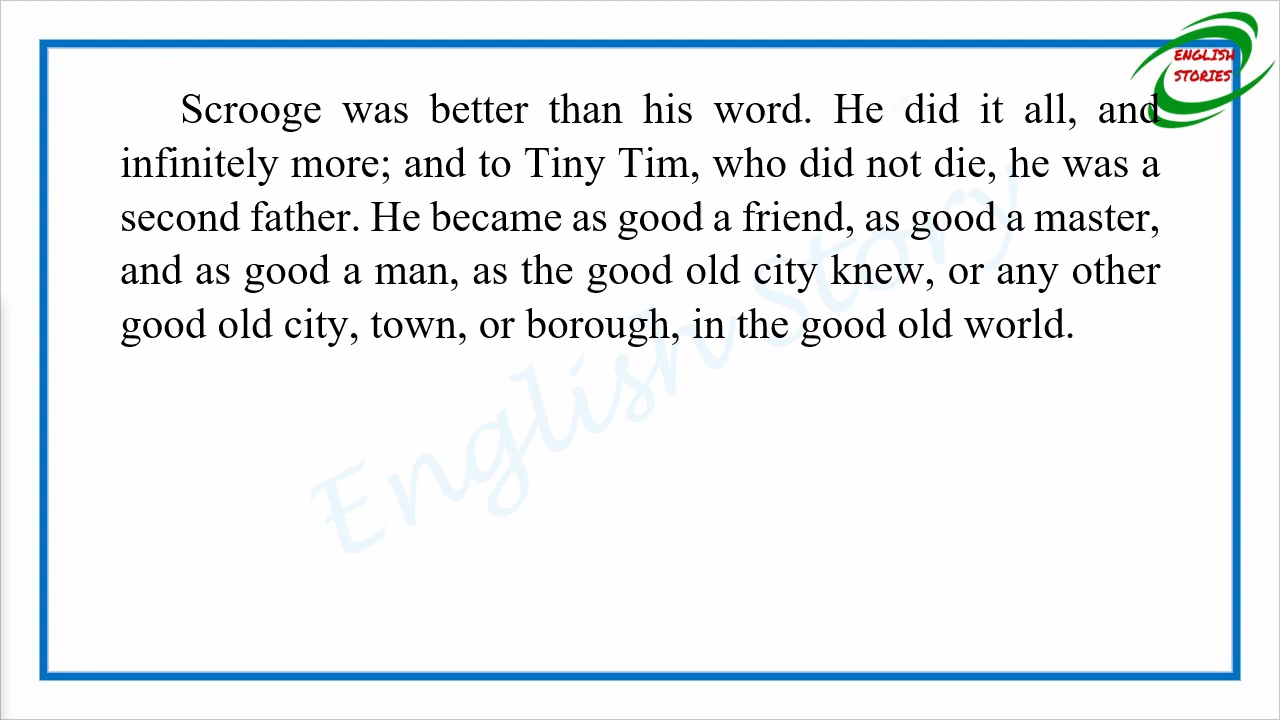 ENGLISH
STORIES
Scrooge was better than his word. He did it all, and
infinitely more; and to Tiny Tim, who did not die, he was a
second father. He became as good a friend, as good a master,
and as good a man, as the good old city knew, or any other
good old city, town, or borough, in the good old world.
English Story